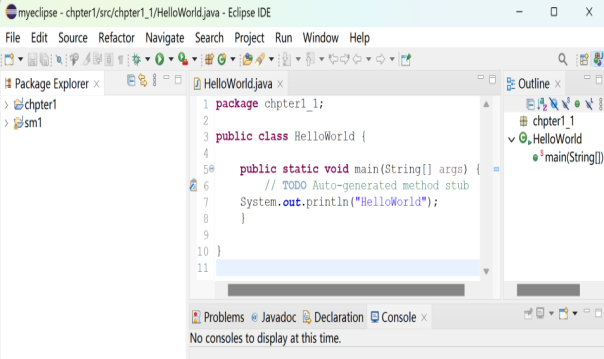 myeclipse - chpter1/src/chpter1_1/HelloWorld.java - Eclipse IDE
File Edit Source Refactor Navigate Search Project Run Window Help
Package Explorer
chpter1
sm1
HelloWorld.java
1 package chpter1_1;
2
3 public class HelloWorld {
4
5 public static void main(String[] args) {
6 // TODO Auto-generated method stub
7 System.out.println("HelloWorld");
8 }
9
10 }
11
Outline
chpter1_1
HelloWorld
main(String[])
Problems Javadoc Declaration Console
No consoles to display at this time.